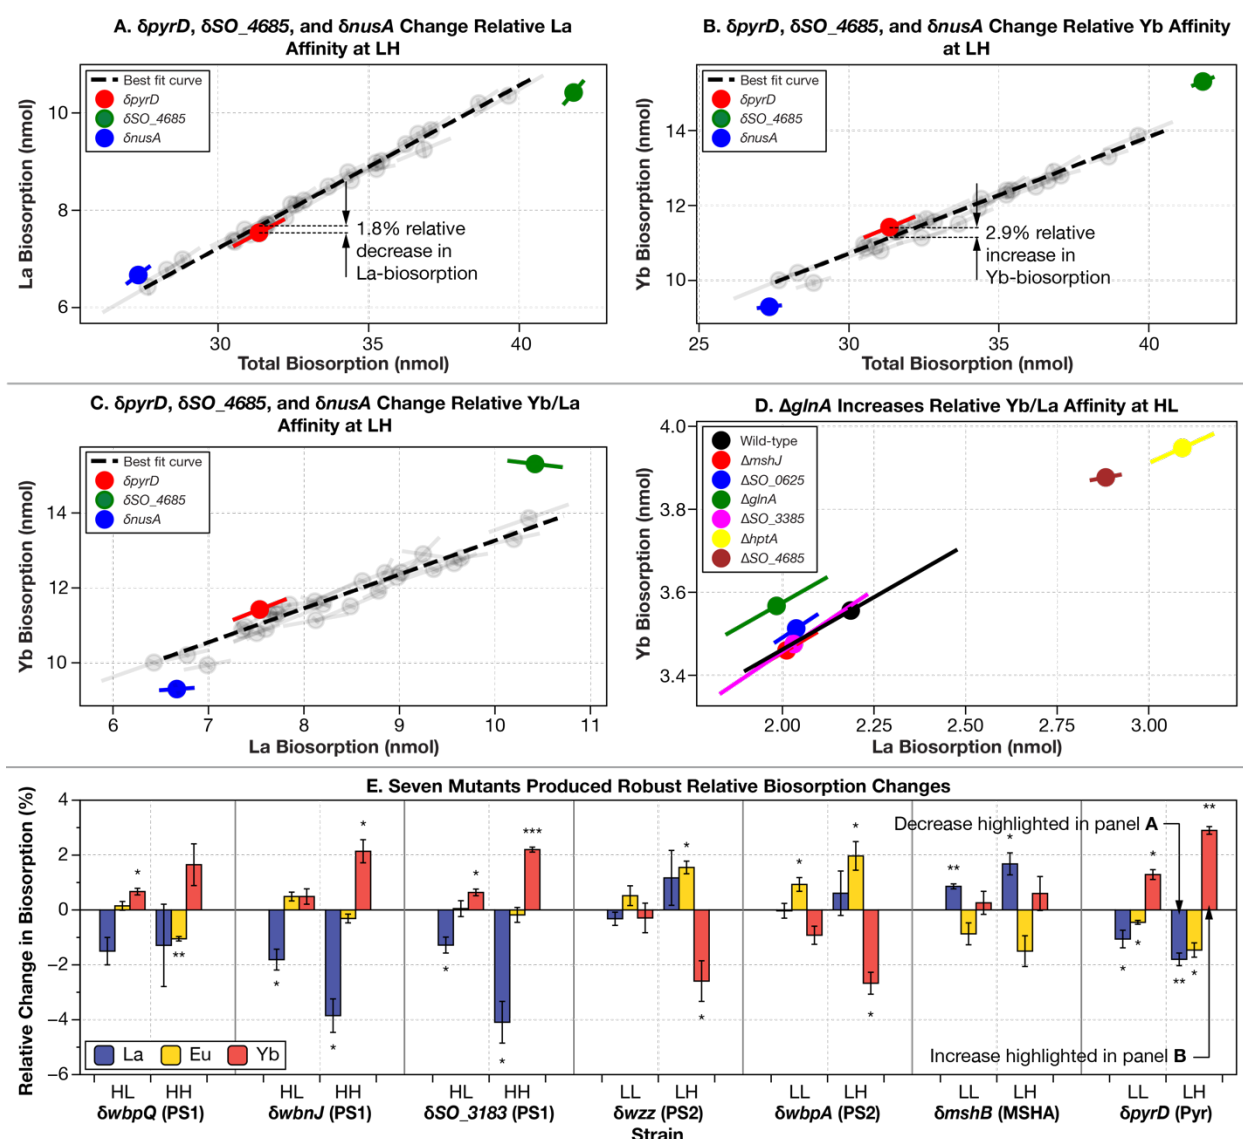 A. δpyrD, δSO_4685, and δnusA Change Relative La
Affinity at LH
La Biosorption (nmol)
10
8
6
Best fit curve
δpyrD
δSO_4685
δnusA
1.8% relative
decrease in
La-biosorption
30
35
40
Total Biosorption (nmol)
B. δpyrD, δSO_4685, and δnusA Change Relative Yb Affinity
at LH
Yb Biosorption (nmol)
14
12
10
Best fit curve
δpyrD
δSO_4685
δnusA
2.9% relative
increase in
Yb-biosorption
25
30
35
40
Total Biosorption (nmol)
C. δpyrD, δSO_4685, and δnusA Change Relative Yb/La
Affinity at LH
Yb Biosorption (nmol)
14
12
10
Best fit curve
δpyrD
δSO_4685
δnusA
6
7
8
9
10
11
La Biosorption (nmol)
D. ΔglnA Increases Relative Yb/La Affinity at HL
Yb Biosorption (nmol)
4.0
3.8
3.6
3.4
Wild-type
ΔmshJ
ΔSO_0625
ΔglnA
ΔSO_3385
ΔhptA
ΔSO_4685
2.00
2.25
2.50
2.75
3.00
La Biosorption (nmol)
E. Seven Mutants Produced Robust Relative Biosorption Changes
Relative Change in Biosorption (%)
4
2
0
−2
−4
−6
*
**
*
*
*
*
*
***
*
*
*
*
*
*
**
*
*
*
*
**
*
**
Decrease highlighted in panel A
Increase highlighted in panel B
La Eu Yb
HL HH HL HH HL HH LL LH LL LH LL LH LL LH
δwbpQ (PS1) δwbnJ (PS1) δSO_3183 (PS1) δwzz (PS2) δwbpA (PS2) δmshB (MSHA) δpyrD (Pyr)
Strain